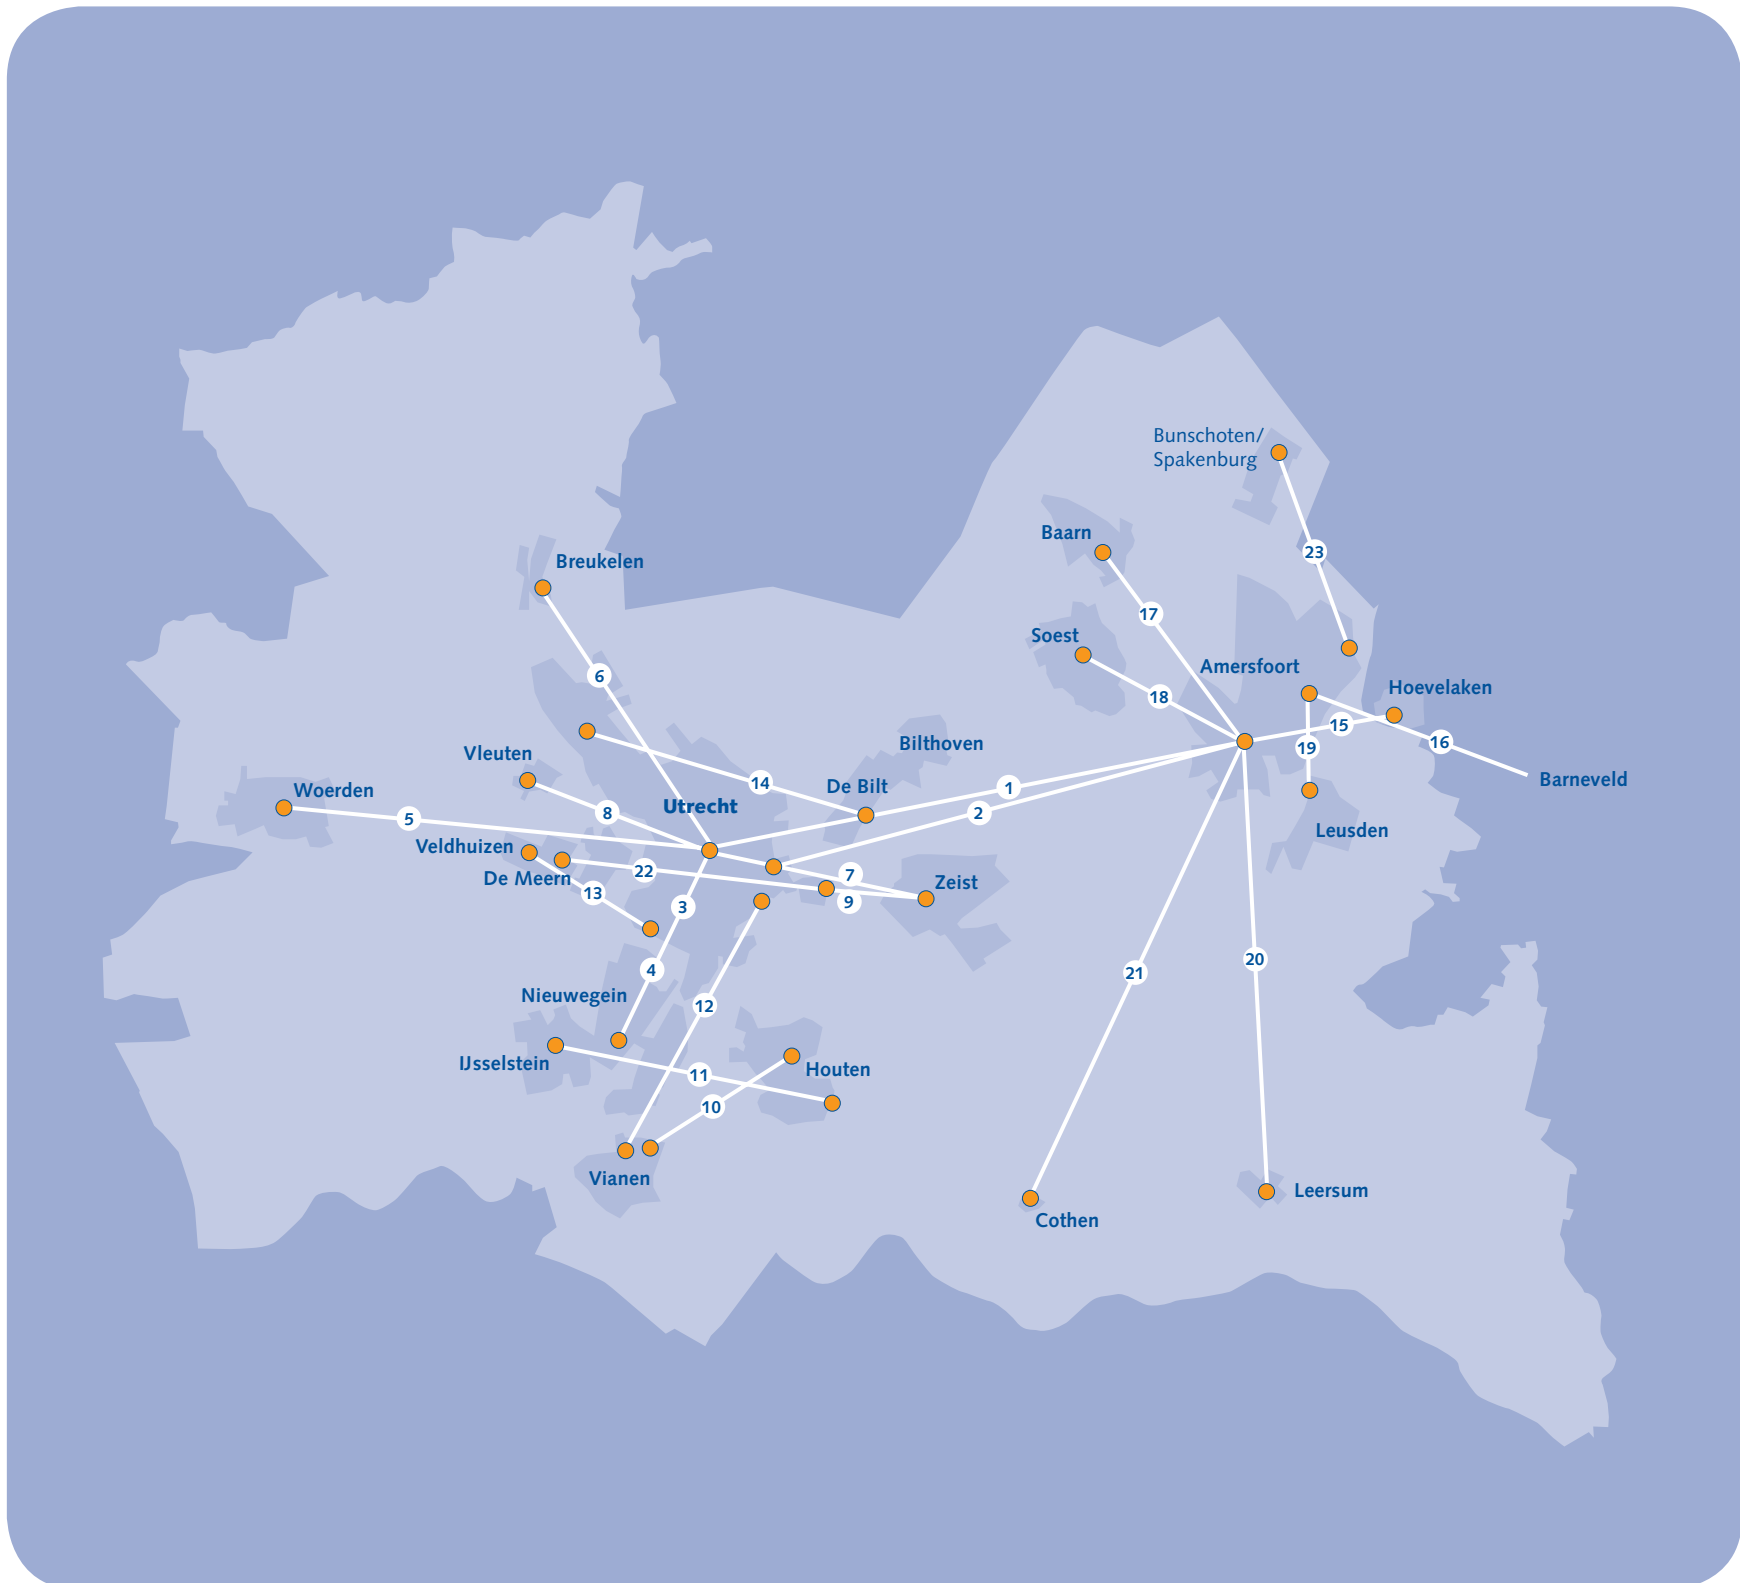 Bunschoten/
Spakenburg
Baarn
23
Breukelen
17
Soest
Amersfoort
6
Hoevelaken
18
15
Vleuten
Bilthoven
19
16
Woerden
14
De Bilt
1
Barneveld
Utrecht
5
8
2
Leusden
Veldhuizen
22
7
De Meern
Zeist
13
3
9
4
20
21
Nieuwegein
12
IJsselstein
11
Houten
10
Vianen
Leersum
Cothen